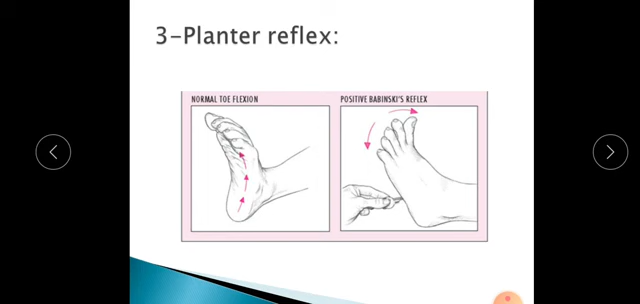 3-Planter reflex:
NORMAL TOE FLEXION
POSITIVE BABINSKI'S REFLEX